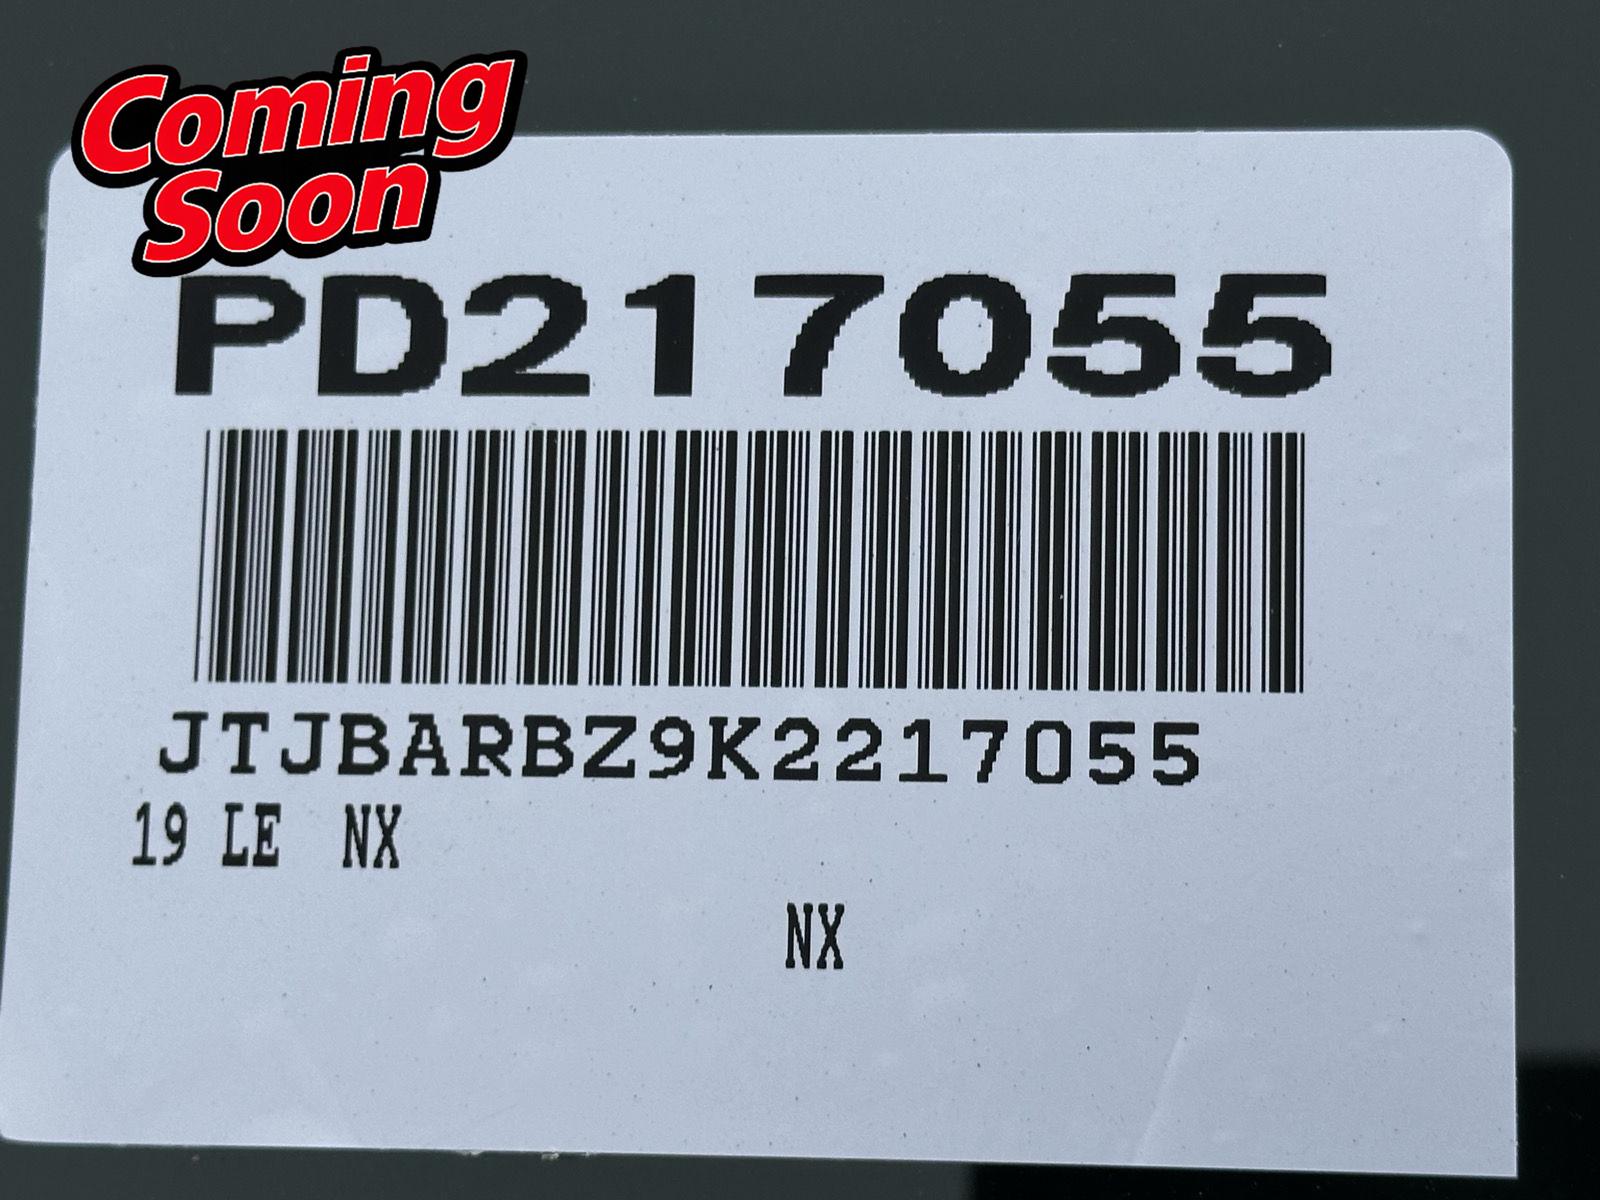 Coming
Soon
PD217055
JTJBARBZ9K2217055
19 LE NX
NX